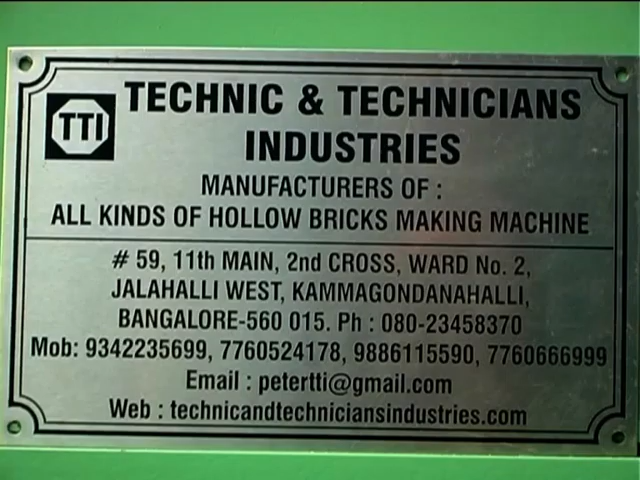 TTI
TECHNIC & TECHNICIANS
INDUSTRIES
MANUFACTURERS OF :
ALL KINDS OF HOLLOW BRICKS MAKING MACHINE
# 59, 11th MAIN, 2nd CROSS, WARD No. 2,
JALAHALLI WEST, KAMMAGONDANAHALLI,
BANGALORE-560 015. Ph : 080-23458370
Mob: 9342235699, 7760524178, 9886115590, 7760666999
Email : petertti@gmail.com
Web : technicandtechniciansindustries.com